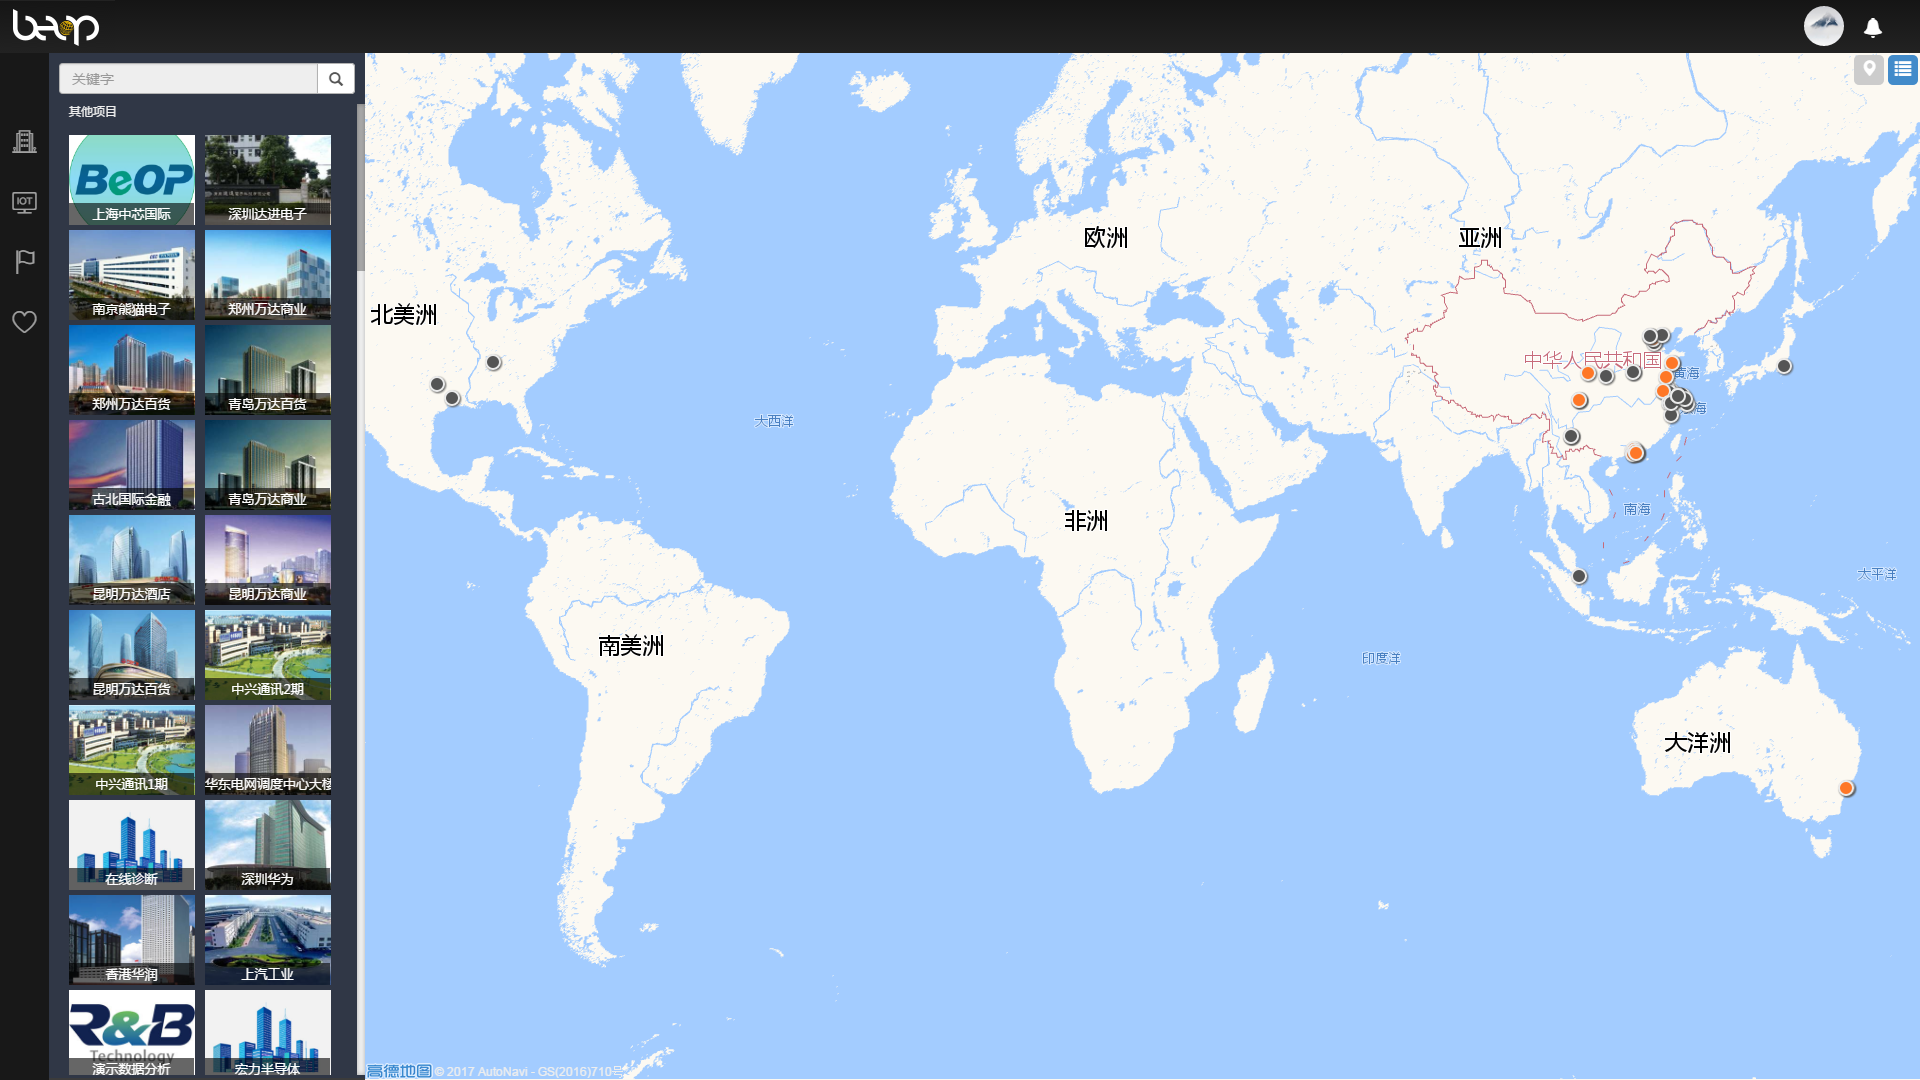 beop
关键字
其他项目
BeOP
上海中芯国际
深圳达进电子
南京熊猫电子
郑州万达商业
郑州万达百货
青岛万达百货
古北国际金融
青岛万达商业
昆明万达酒店
昆明万达商业
昆明万达百货
中兴通讯2期
中兴通讯1期
华东电网调度中心大楼
在线诊断
深圳华为
香港华润
上汽工业
R&B
Technology
演示数据分析
宏力半导体
IOT
北美洲
欧洲
亚洲
中华人民共和国
黄海
海
大西洋
非洲
南海
太平洋
南美洲
印度洋
大洋洲
高德地图 © 2017 AutoNavi - GS(2016)710号